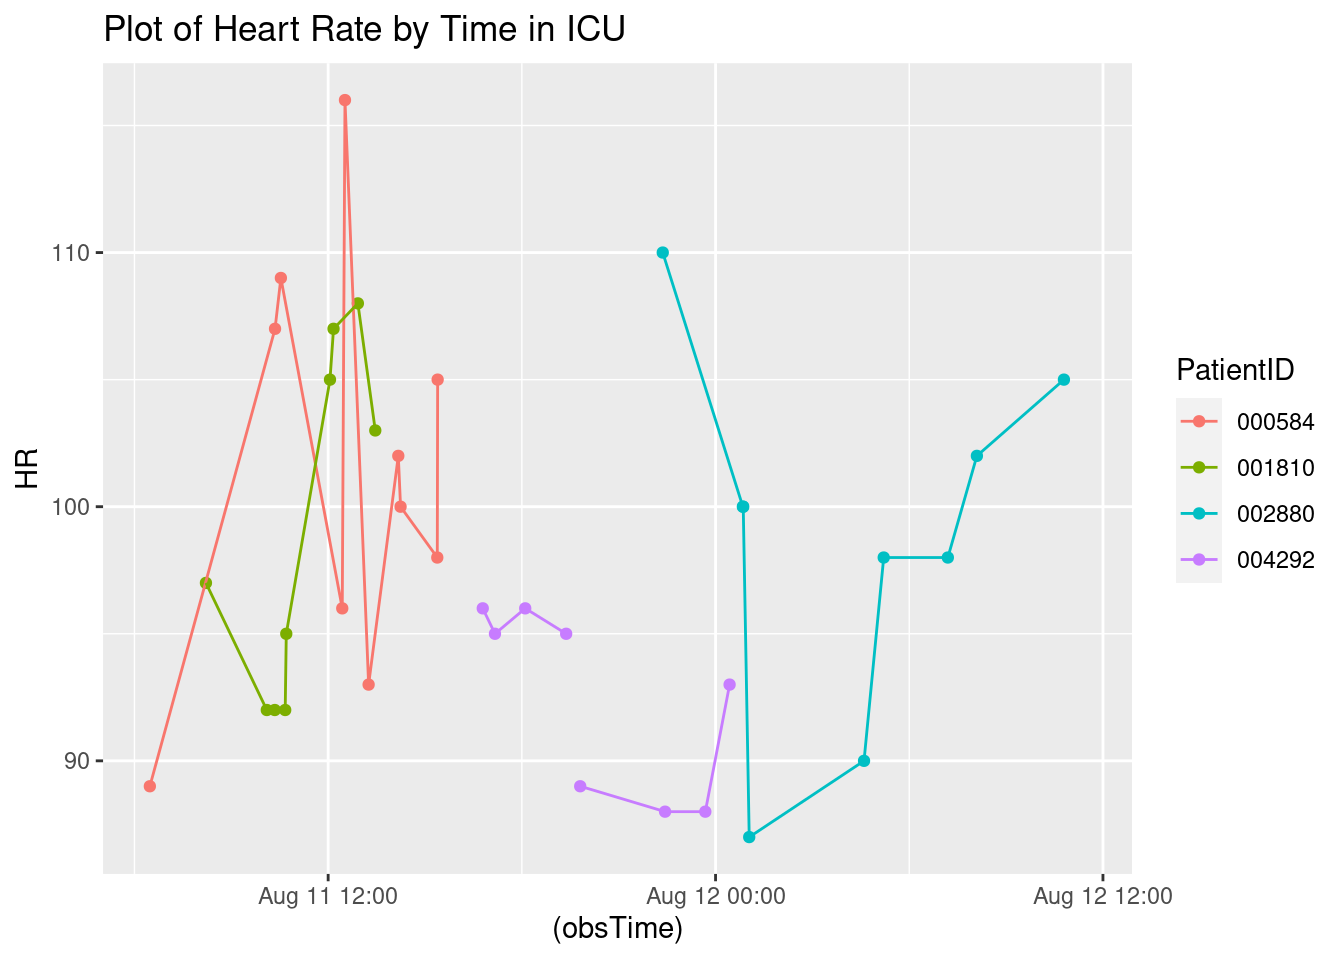 Plot of Heart Rate by Time in ICU
HR
110
100
90
Aug 11 12:00
Aug 12 00:00
Aug 12 12:00
(obsTime)
PatientID
000584
001810
002880
004292